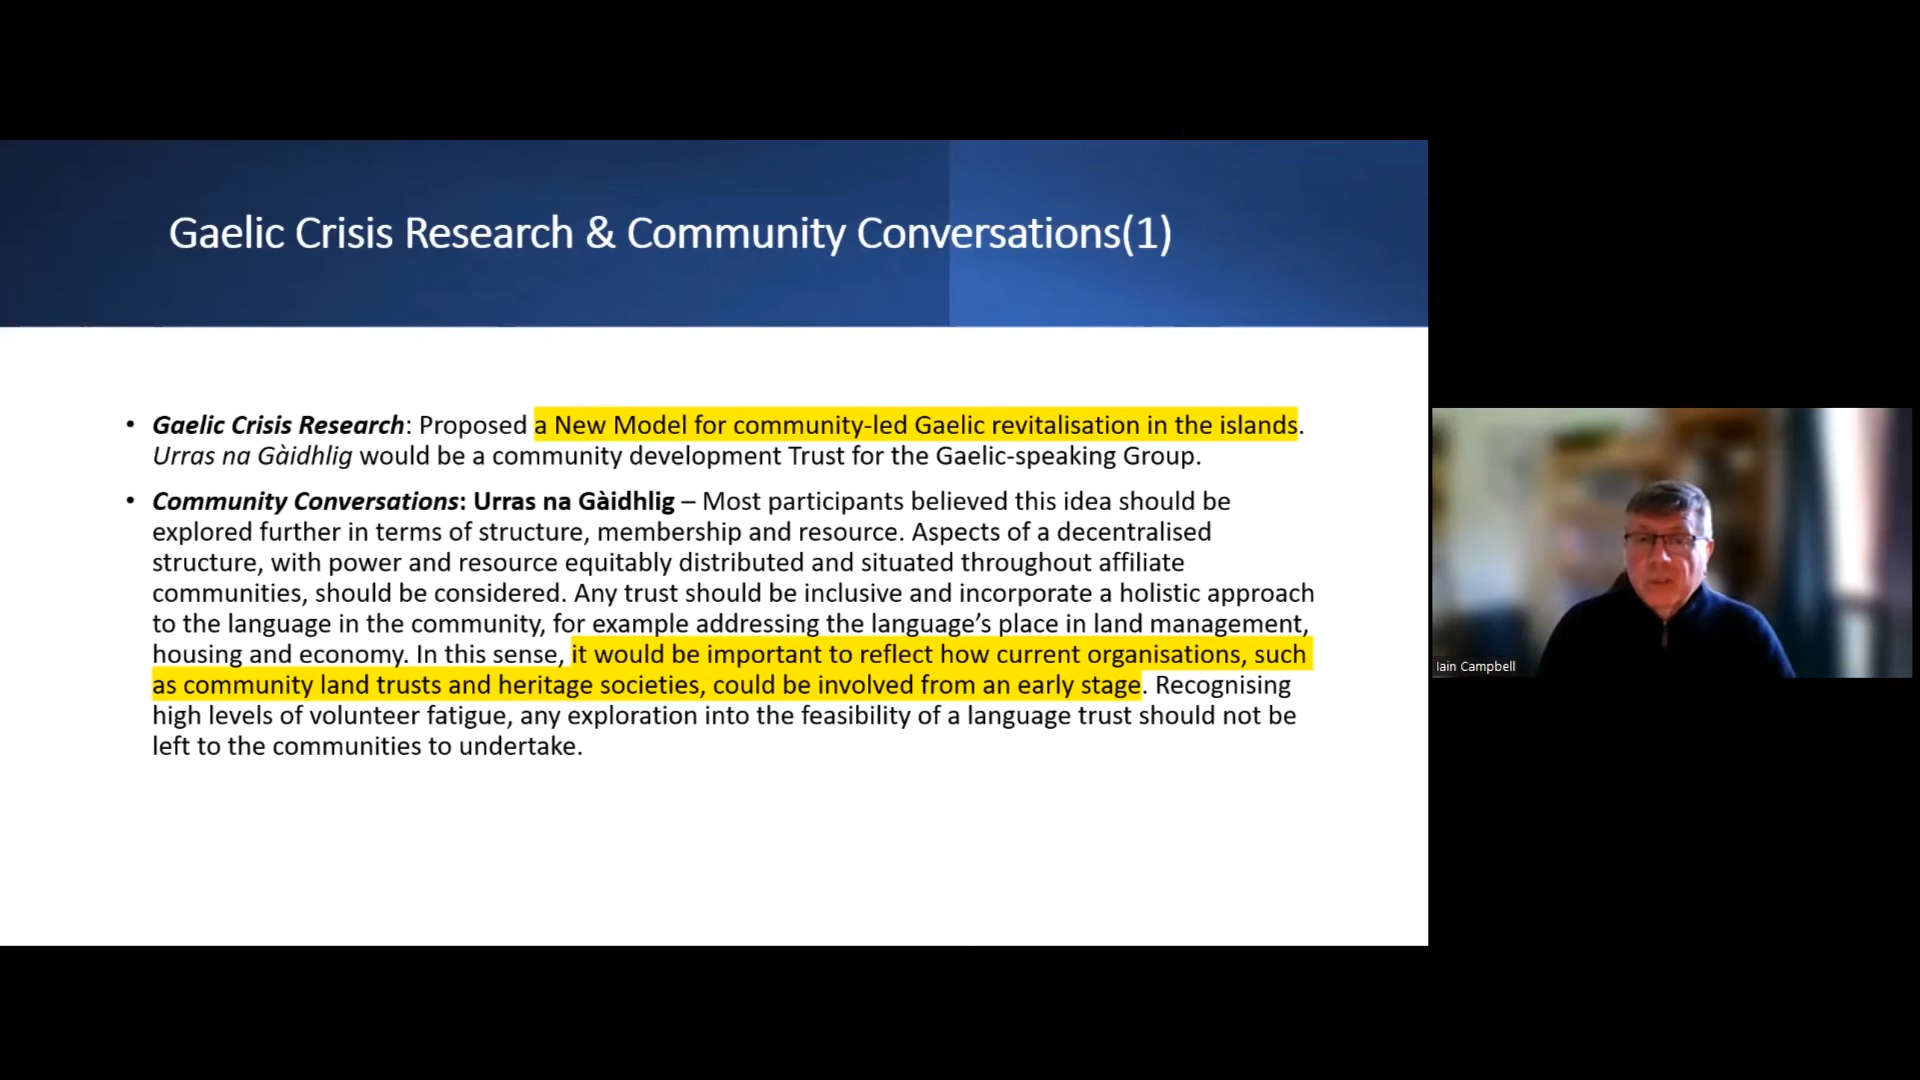 Gaelic Crisis Research & Community Conversations(1)
• Gaelic Crisis Research: Proposed a New Model for community-led Gaelic revitalisation in the islands.
Urras na Gàidhlig would be a community development Trust for the Gaelic-speaking Group.
• Community Conversations: Urras na Gàidhlig – Most participants believed this idea should be
explored further in terms of structure, membership and resource. Aspects of a decentralised
structure, with power and resource equitably distributed and situated throughout affiliate
communities, should be considered. Any trust should be inclusive and incorporate a holistic approach
to the language in the community, for example addressing the language’s place in land management,
housing and economy. In this sense, it would be important to reflect how current organisations, such
as community land trusts and heritage societies, could be involved from an early stage. Recognising
high levels of volunteer fatigue, any exploration into the feasibility of a language trust should not be
left to the communities to undertake.
Iain Campbell